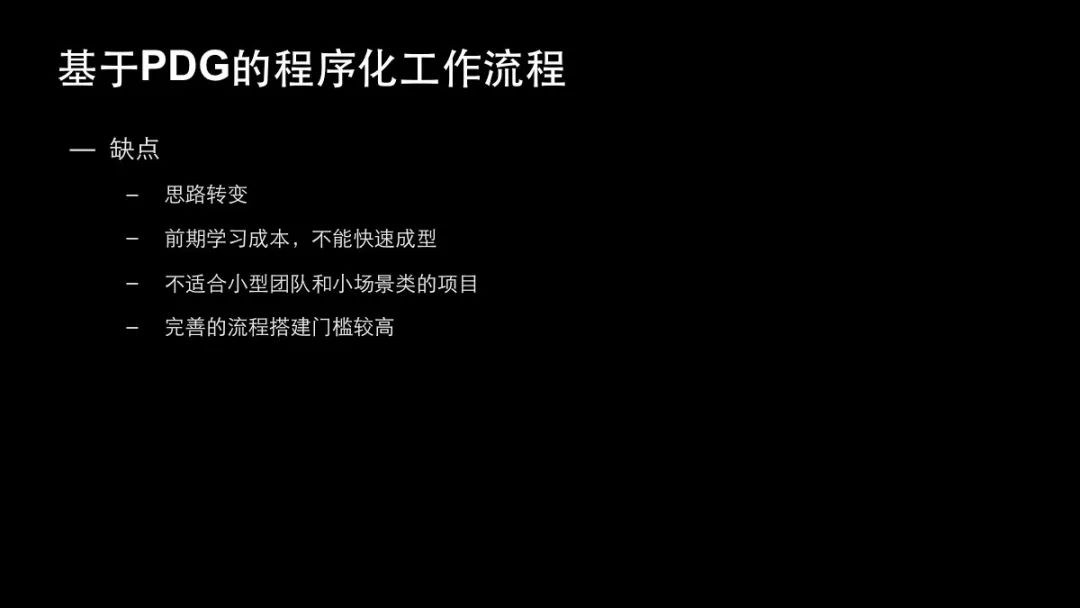 基于PDG的程序化工作流程
— 缺点
– 思路转变
– 前期学习成本，不能快速成型
– 不适合小型团队和小场景类的项目
– 完善的流程搭建门槛较高